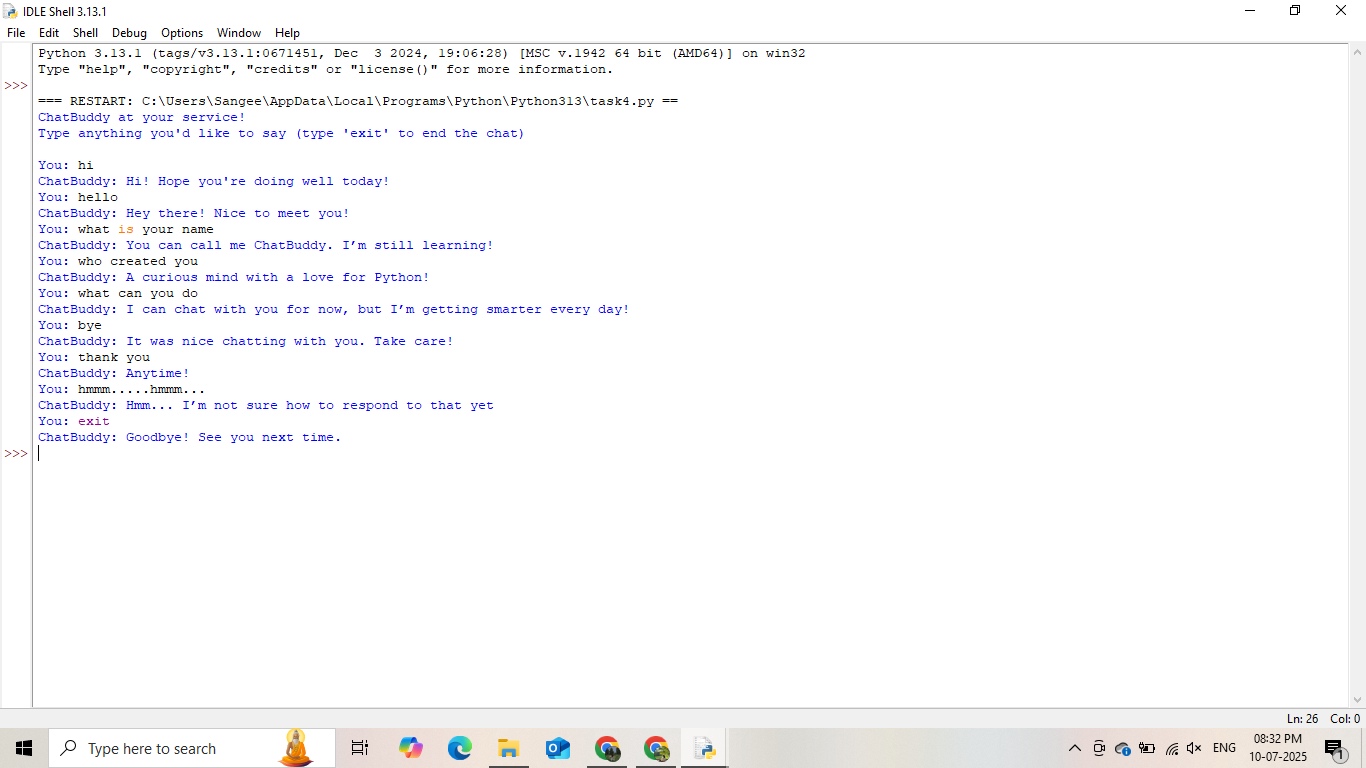 IDLE Shell 3.13.1
File Edit Shell Debug Options Window Help
Python 3.13.1 (tags/v3.13.1:0671451, Dec  3 2024, 19:06:28) [MSC v.1942 64 bit (AMD64)] on win32
Type "help", "copyright", "credits" or "license()" for more information.
>>>
=== RESTART: C:\Users\Sangee\AppData\Local\Programs\Python\Python313\task4.py ==
ChatBuddy at your service!
Type anything you'd like to say (type 'exit' to end the chat)
You: hi
ChatBuddy: Hi! Hope you're doing well today!
You: hello
ChatBuddy: Hey there! Nice to meet you!
You: what is your name
ChatBuddy: You can call me ChatBuddy. I’m still learning!
You: who created you
ChatBuddy: A curious mind with a love for Python!
You: what can you do
ChatBuddy: I can chat with you for now, but I’m getting smarter every day!
You: bye
ChatBuddy: It was nice chatting with you. Take care!
You: thank you
ChatBuddy: Anytime!
You: hmmm.....hmmm...
ChatBuddy: Hmm... I’m not sure how to respond to that yet
You: exit
ChatBuddy: Goodbye! See you next time.
>>>
Ln: 26 Col: 0
Type here to search
ENG
08:32 PM
10-07-2025
1